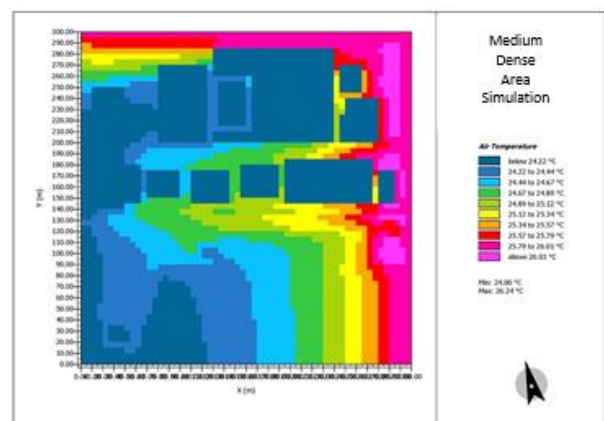 Medium
Dense
Area
Simulation
300.00
290.00
280.00
270.00
260.00
250.00
240.00
230.00
220.00
210.00
200.00
190.00
180.00
170.00
160.00
150.00
140.00
130.00
120.00
110.00
100.00
90.00
80.00
70.00
60.00
50.00
40.00
30.00
20.00
10.00
0.00
Y (m)
X (m)
Air Temperature
below 24.22 °C
24.22 to 24.44 °C
24.44 to 24.67 °C
24.67 to 24.89 °C
24.89 to 25.12 °C
25.12 to 25.34 °C
25.34 to 25.57 °C
25.57 to 25.79 °C
25.79 to 26.01 °C
above 26.01 °C
Min: 24.00 °C
Max: 26.24 °C